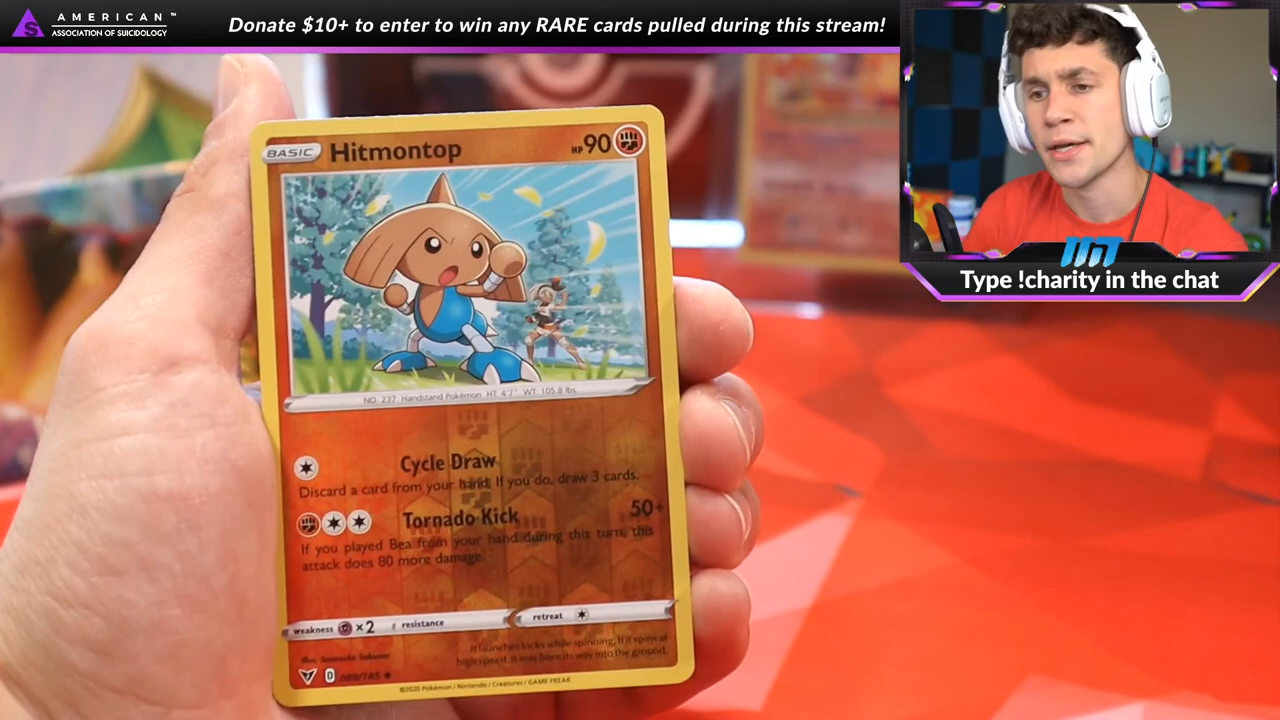 AMERICAN™
ASSOCIATION OF SUICIDOLOGY
Donate $10+ to enter to win any RARE cards pulled during this stream!
Type !charity in the chat
BASIC Hitmontop HP 90
NO. 237 Handstand Pokémon HT: 4'7" WT: 105.8 lbs.
Cycle Draw
Discard a card from your hand. If you do, draw 3 cards.
Tornado Kick 50+
If you played Bea from your hand during this turn, this
attack does 80 more damage.
weakness ×2 resistance retreat
It launches kicks while spinning. If it spins at
high speed, it may bore its way into the ground.
D 088/185
©2020 Pokémon / Nintendo / Creatures / GAME FREAK